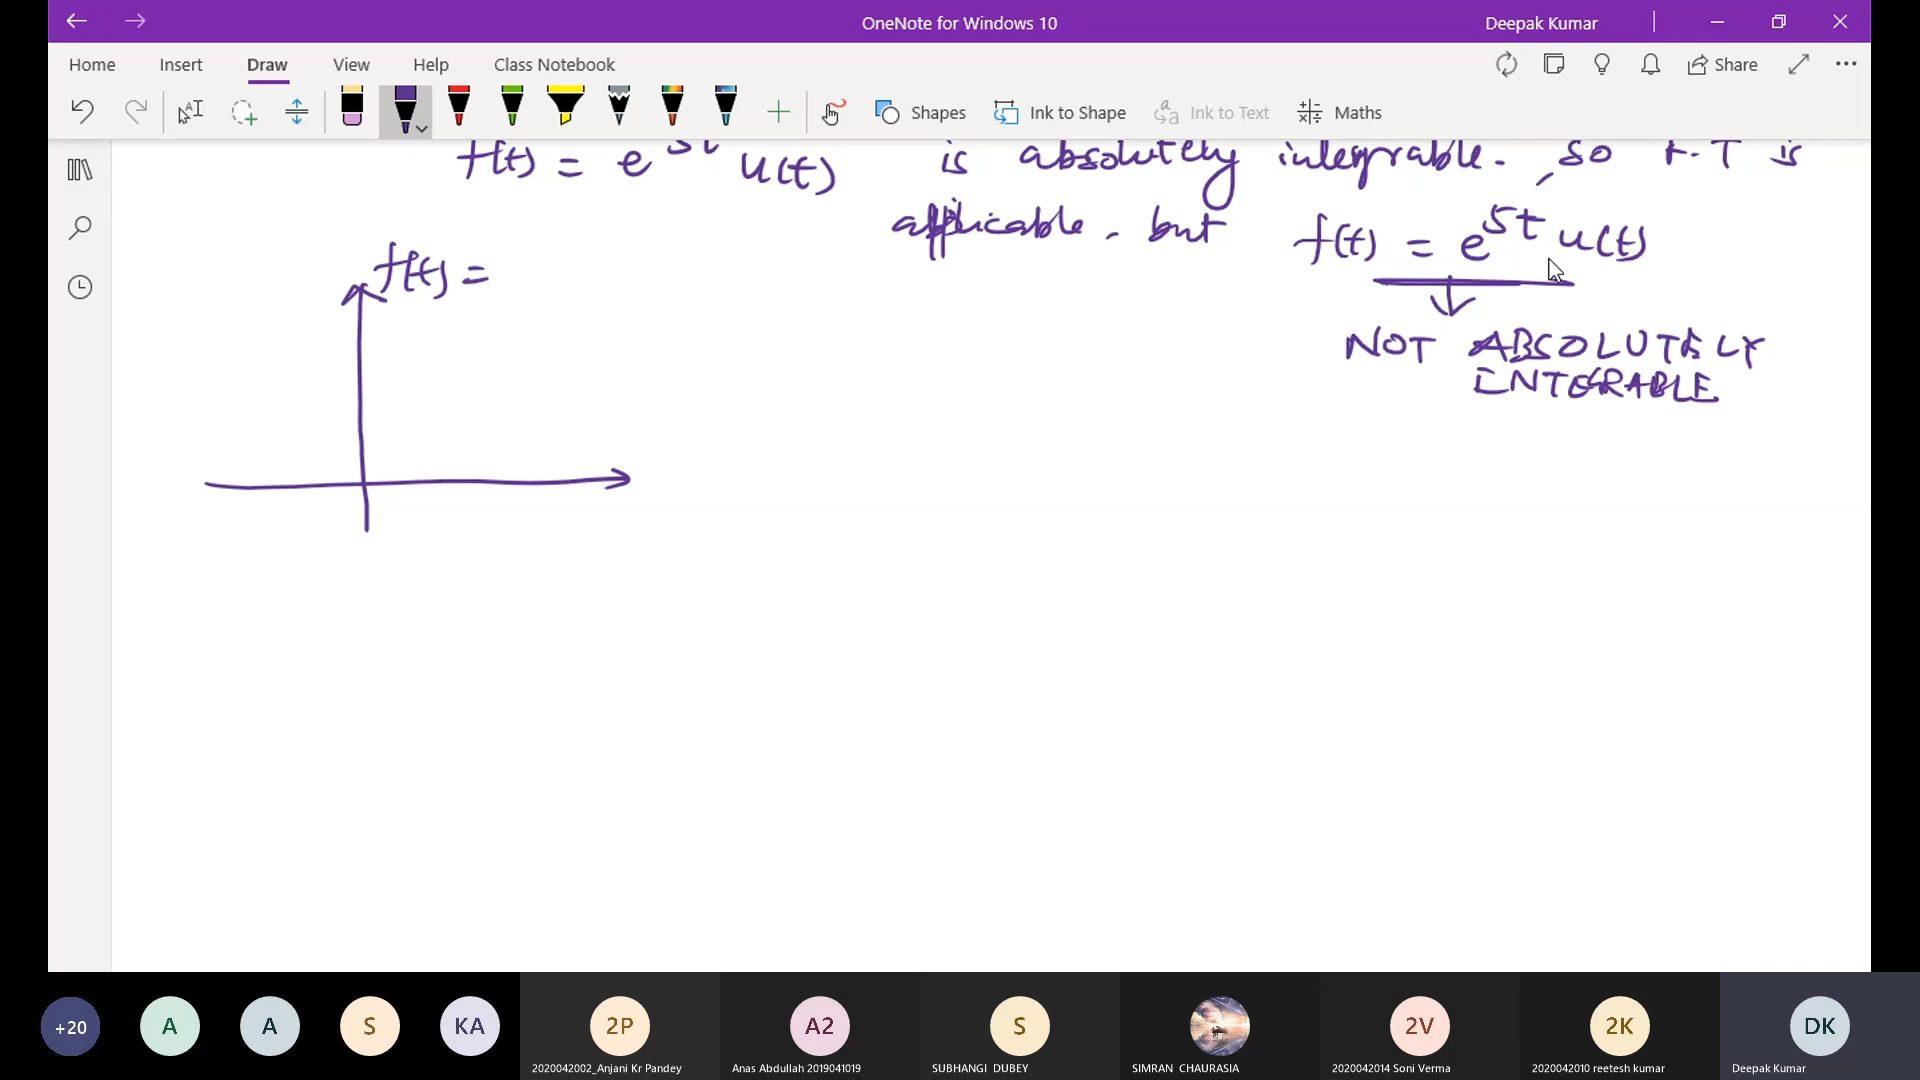 OneNote for Windows 10
Deepak Kumar
Home Insert Draw View Help Class Notebook
Share
Shapes Ink to Shape Ink to Text Maths
f(t) = e u(t) is absolutely integrable. , so F.T is
applicable. but f(t) = e^5t u(t)
f(t) =
NOT ABSOLUTELY
INTEGRABLE
+20 A A S KA 2P A2 S 2V 2K DK
2020042002_Anjani Kr Pandey Anas Abdullah 2019041019 SUBHANGI DUBEY SIMRAN CHAURASIA 2020042014 Soni Verma 2020042010 reetesh kumar Deepak Kumar